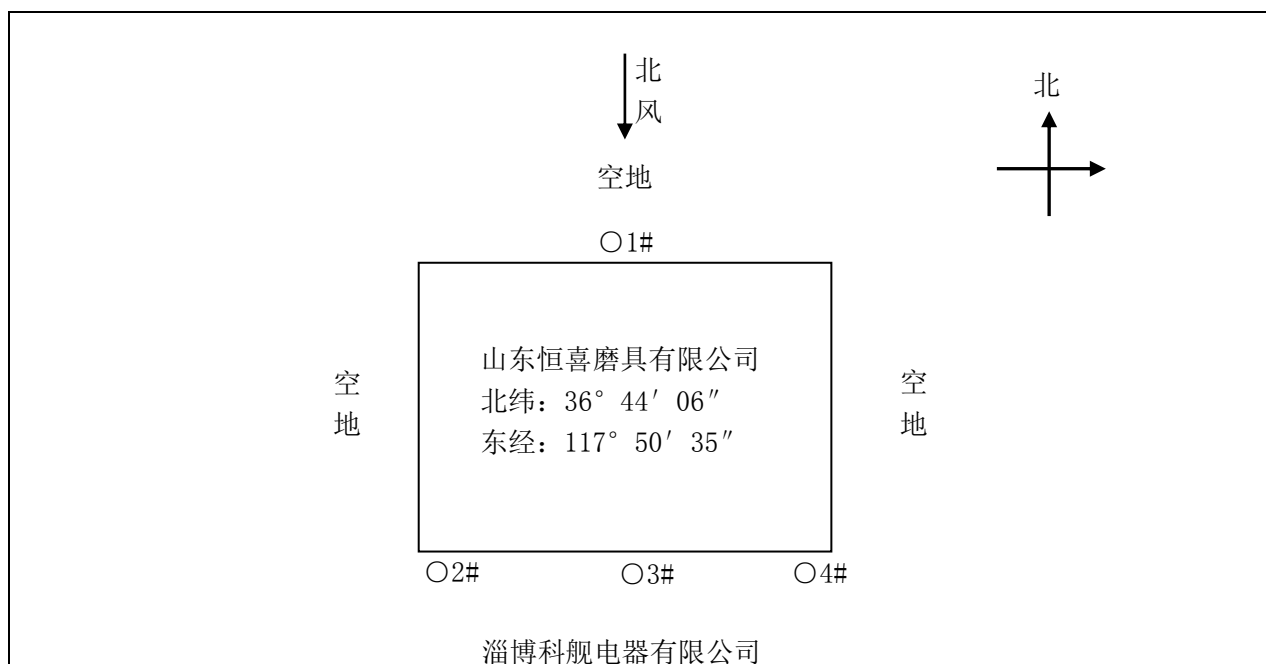 北
风
北
空地
○1#
山东恒喜磨具有限公司
北纬：36° 44′ 06″
东经：117° 50′ 35″
空
地
空
地
○2#
○3#
○4#
淄博科舰电器有限公司